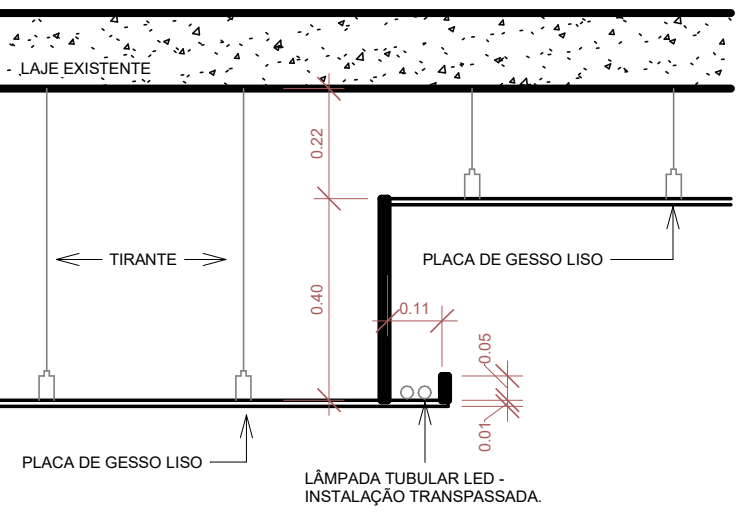 LAJE EXISTENTE
0.22
TIRANTE
PLACA DE GESSO LISO
0.40
0.11
0.05
0.01
PLACA DE GESSO LISO
LÂMPADA TUBULAR LED -
INSTALAÇÃO TRANSPASSADA.